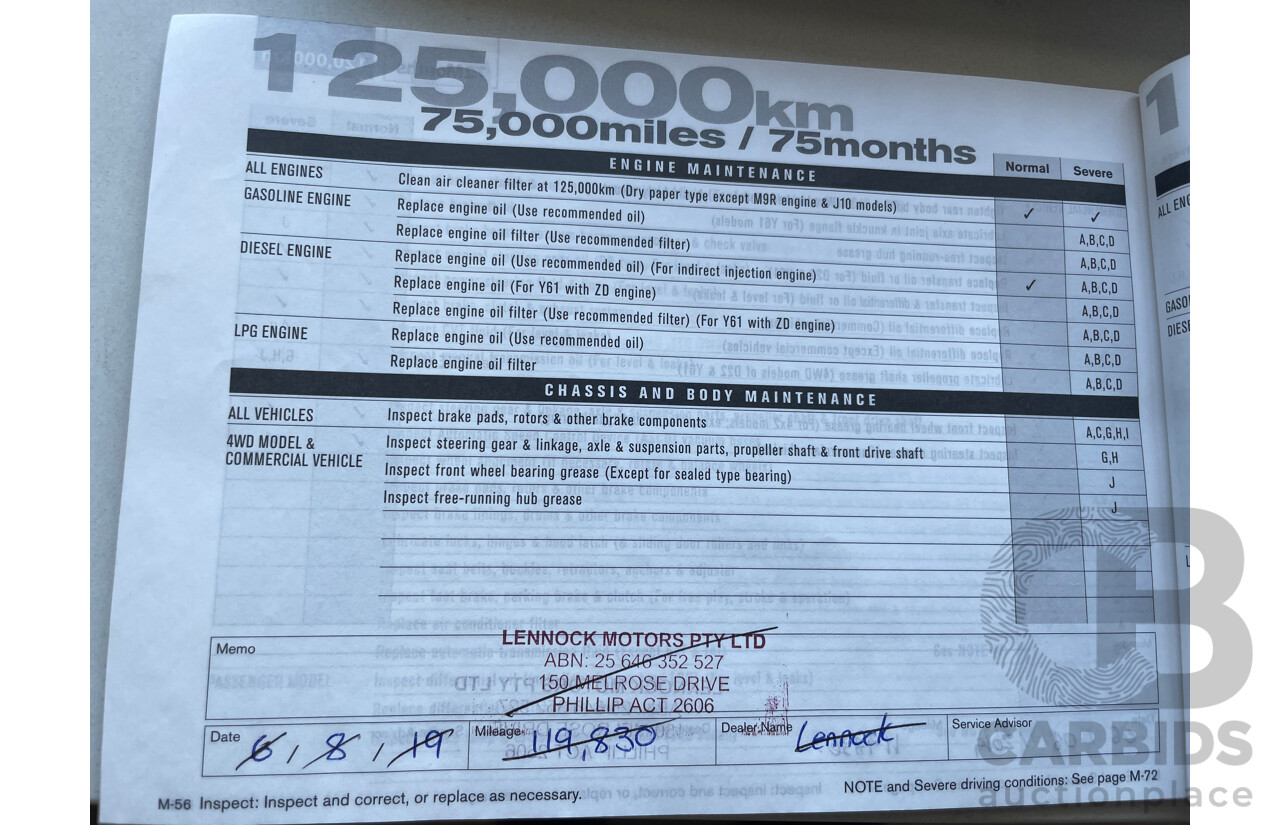 125,000km
75,000miles / 75months
ENGINE MAINTENANCE Normal Severe
ALL ENGINES Clean air cleaner filter at 125,000km (Dry paper type except M9R engine & J10 models) ✓ ✓
GASOLINE ENGINE Replace engine oil (Use recommended oil) A,B,C,D
Replace engine oil filter (Use recommended filter) A,B,C,D
DIESEL ENGINE Replace engine oil (Use recommended oil) (For indirect injection engine) ✓ A,B,C,D
Replace engine oil (For Y61 with ZD engine) A,B,C,D
Replace engine oil filter (Use recommended filter) (For Y61 with ZD engine) A,B,C,D
LPG ENGINE Replace engine oil (Use recommended oil) A,B,C,D
Replace engine oil filter A,B,C,D
CHASSIS AND BODY MAINTENANCE
ALL VEHICLES Inspect brake pads, rotors & other brake components A,C,G,H,I
4WD MODEL & COMMERCIAL VEHICLE Inspect steering gear & linkage, axle & suspension parts, propeller shaft & front drive shaft G,H
Inspect front wheel bearing grease (Except for sealed type bearing) J
Inspect free-running hub grease J
Memo
LENNOCK MOTORS PTY LTD
ABN: 25 646 352 527
150 MELROSE DRIVE
PHILLIP ACT 2606
Date 6 / 8 / 19 Mileage 119,830 Dealer Name Lennock Service Advisor
M-56 Inspect: Inspect and correct, or replace as necessary. NOTE and Severe driving conditions: See page M-72
1
ALL ENG
GASOL
DIESE
CB
CARBIDS
auctionplace